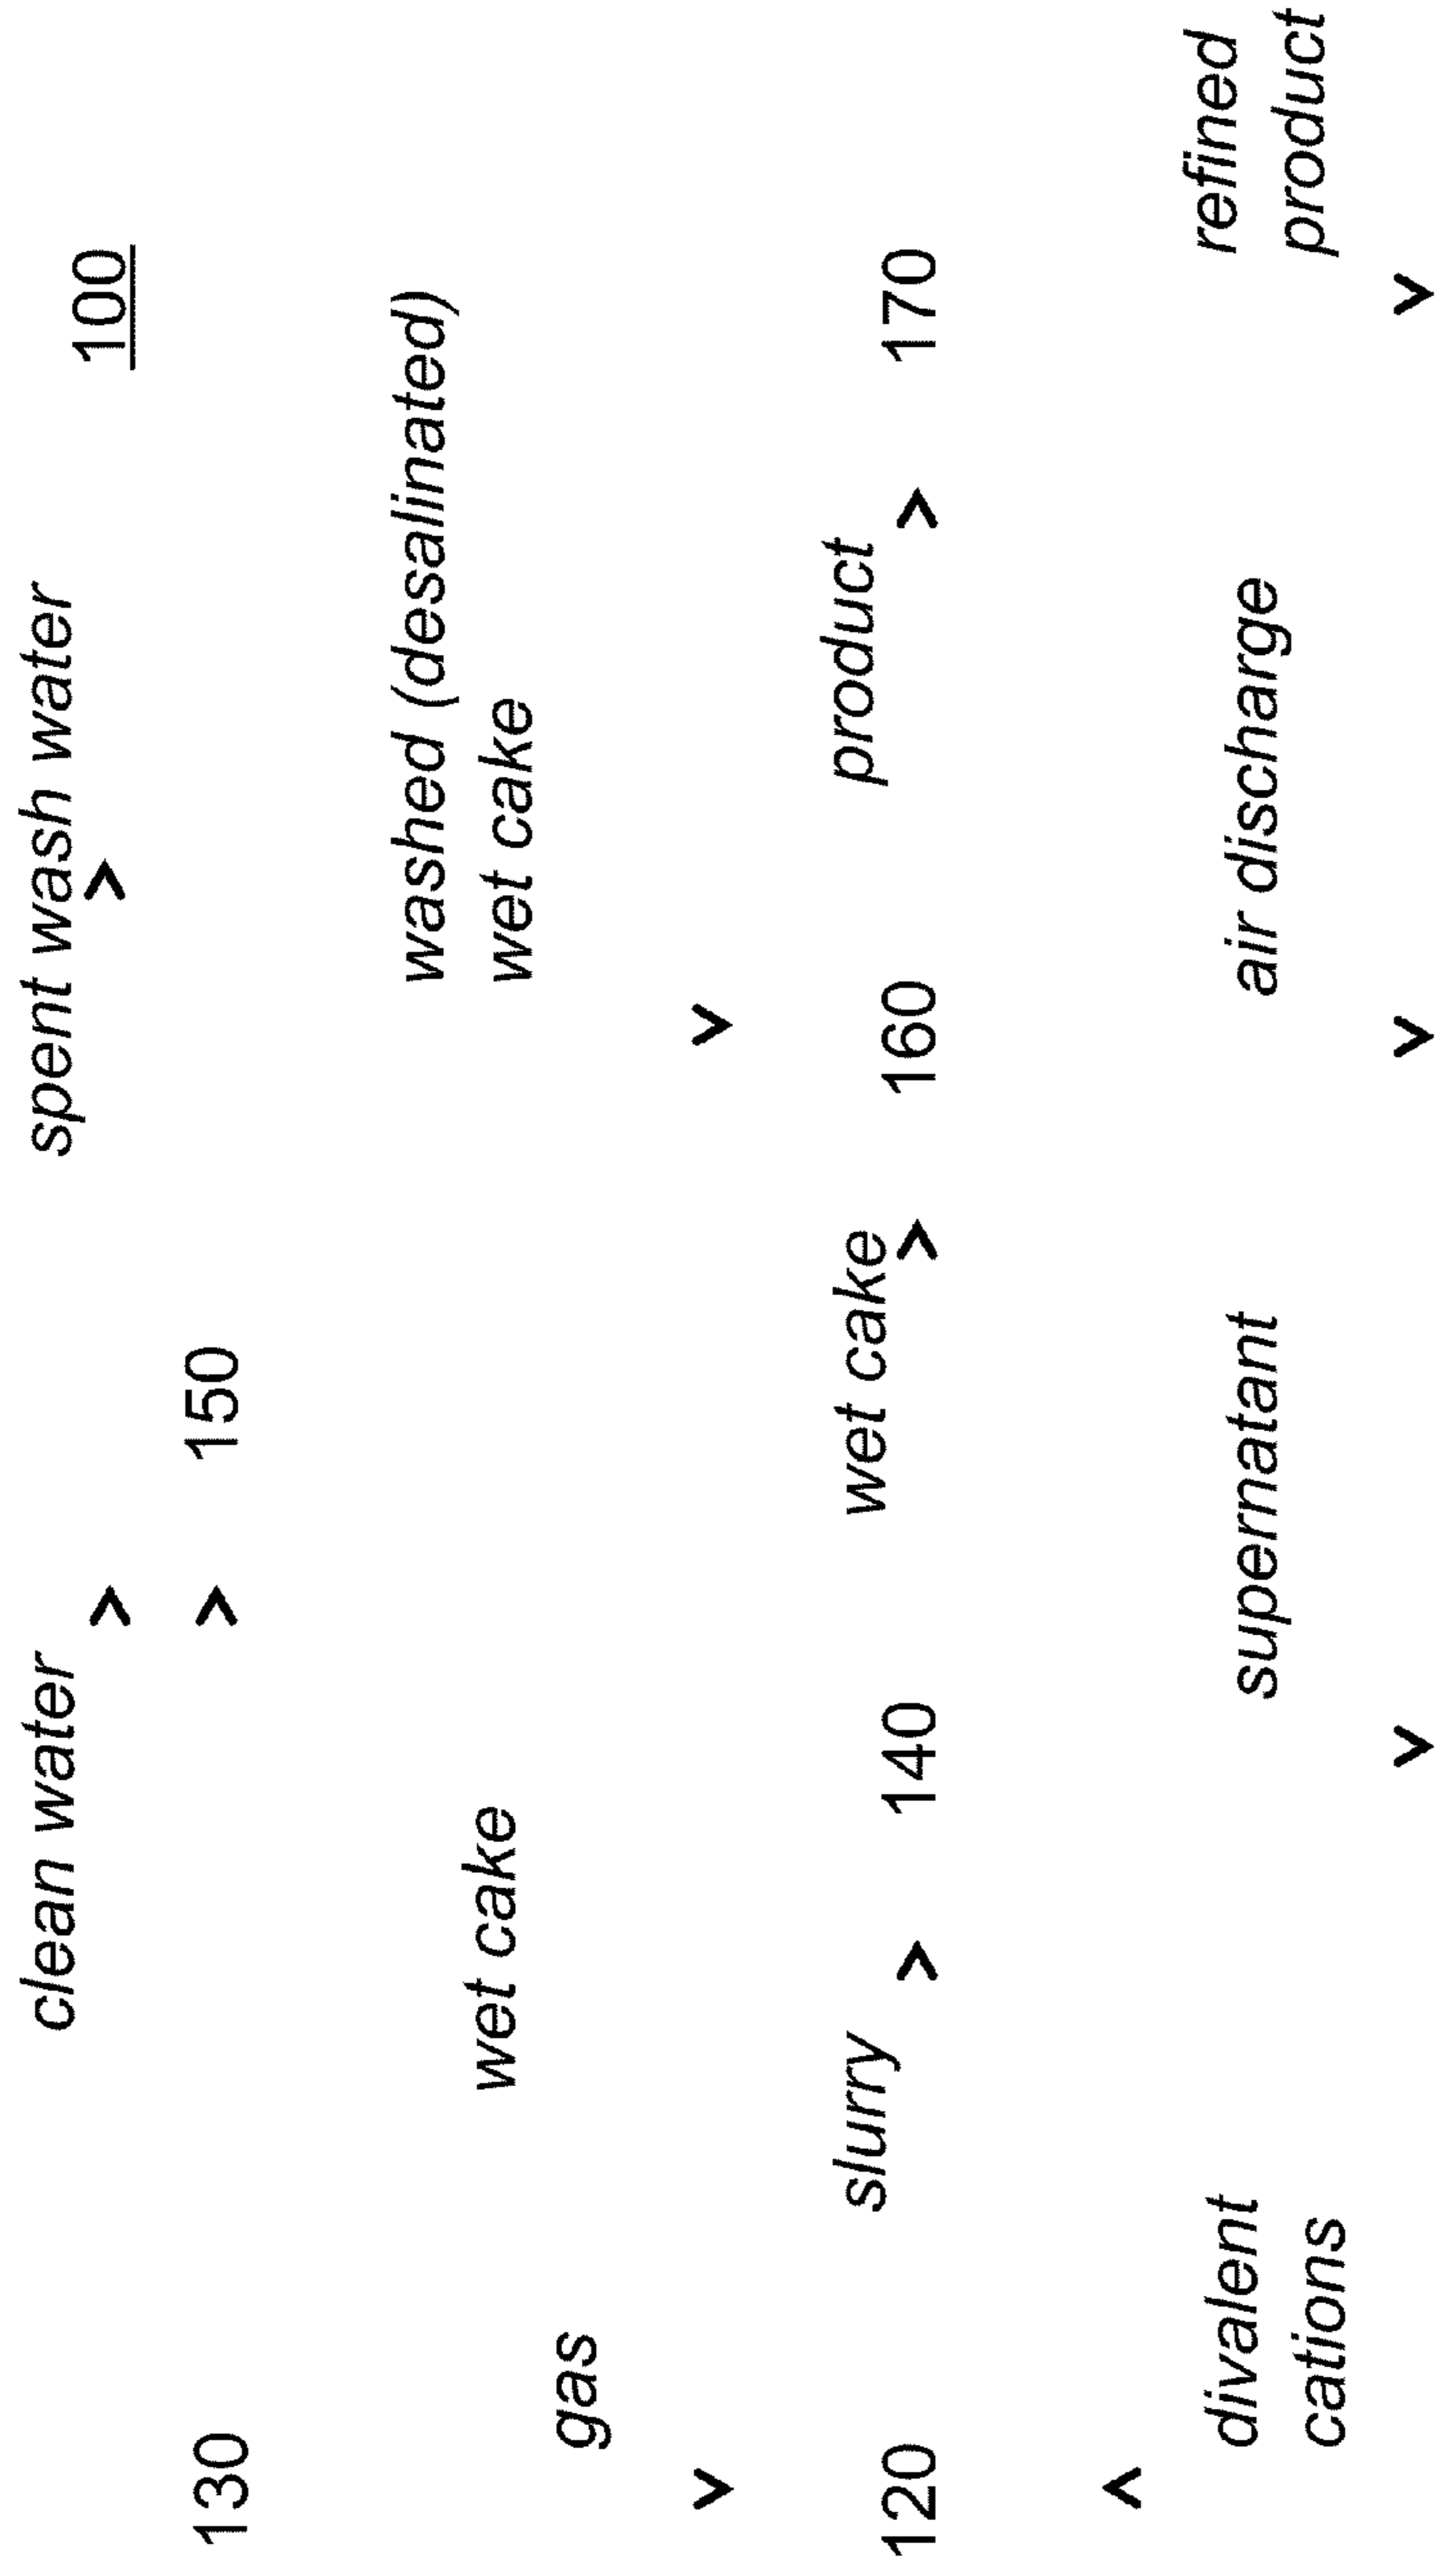 clean water
spent wash water
100
130
150
washed (desalinated)
wet cake
wet cake
gas
slurry
wet cake
product
120
140
160
170
divalent
cations
supernatant
air discharge
refined
product